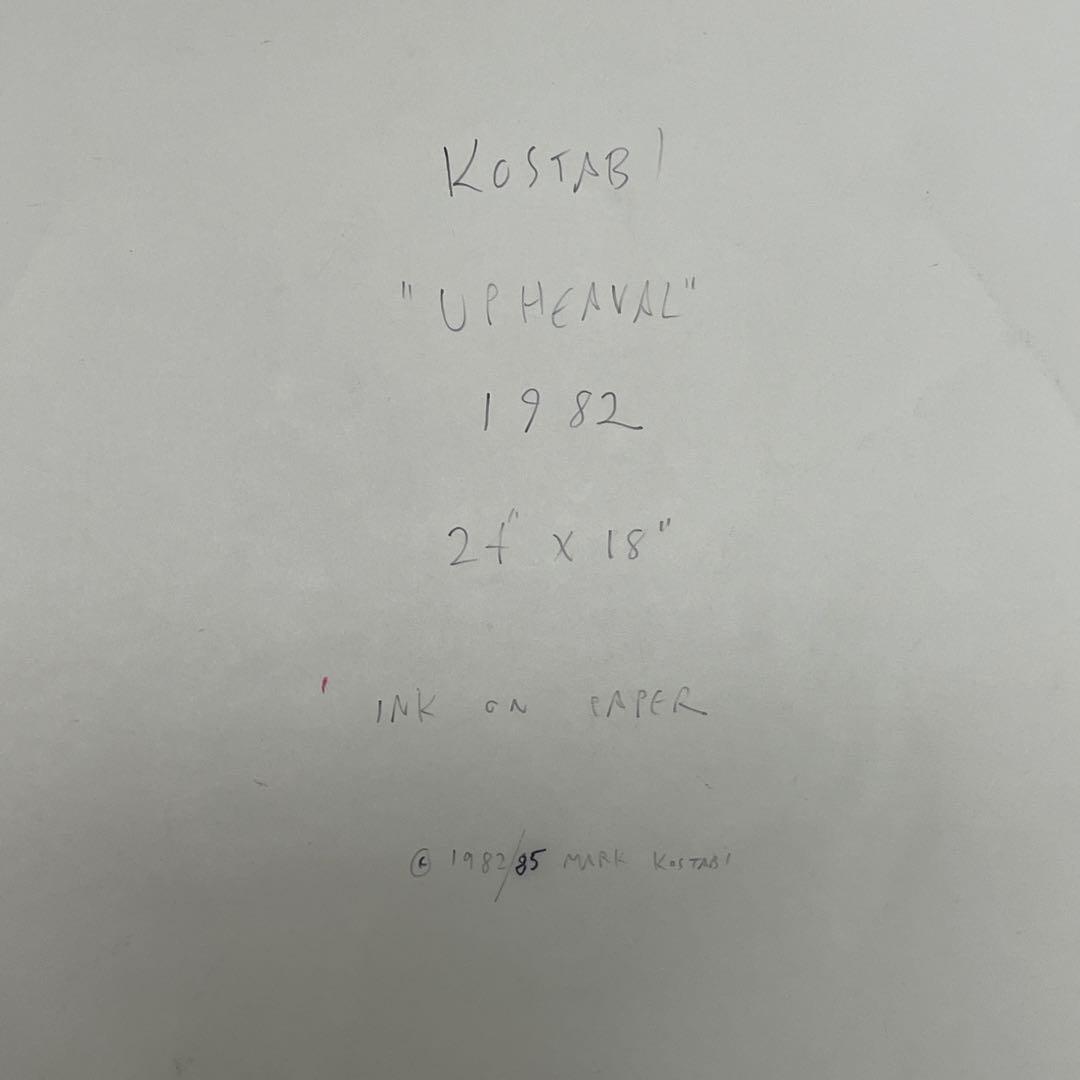 KOSTABI
"UPHEAVAL"
1982
24" X 18"
INK ON PAPER
© 1982/85 MARK KOSTABI